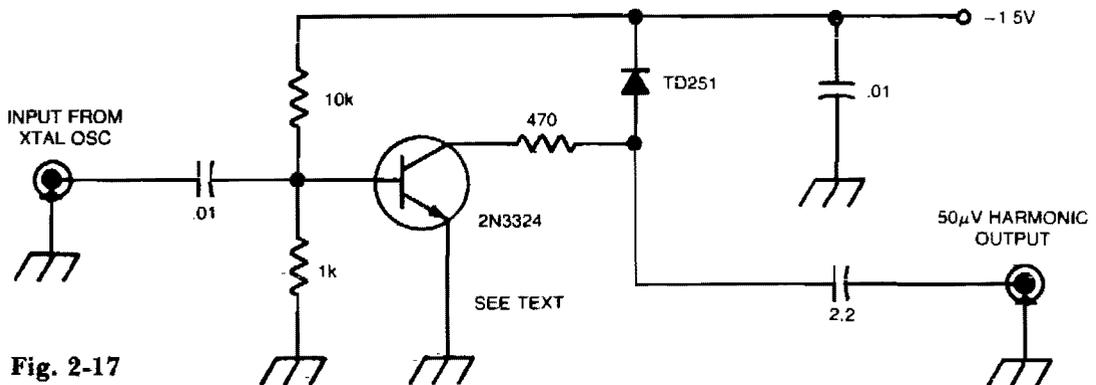 -1 5V
TD251
.01
10k
470
INPUT FROM
XTAL OSC
.01
2N3324
50µV HARMONIC
OUTPUT
1k
SEE TEXT
2.2
Fig. 2-17